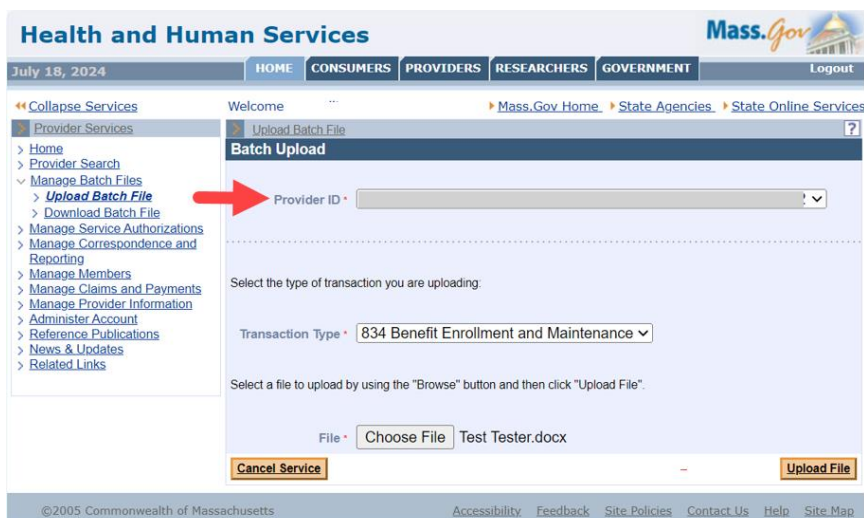 Health and Human Services
Mass.Gov
July 18, 2024
HOME CONSUMERS PROVIDERS RESEARCHERS GOVERNMENT Logout
Collapse Services
Welcome
Mass.Gov Home State Agencies State Online Services
Provider Services
Upload Batch File ?
Home
Provider Search
Manage Batch Files
Upload Batch File
Download Batch File
Manage Service Authorizations
Manage Correspondence and
Reporting
Manage Members
Manage Claims and Payments
Manage Provider Information
Administer Account
Reference Publications
News & Updates
Related Links
Batch Upload
Provider ID *
Select the type of transaction you are uploading:
Transaction Type * 834 Benefit Enrollment and Maintenance
Select a file to upload by using the "Browse" button and then click "Upload File".
File * Choose File Test Tester.docx
Cancel Service Upload File
©2005 Commonwealth of Massachusetts
Accessibility Feedback Site Policies Contact Us Help Site Map